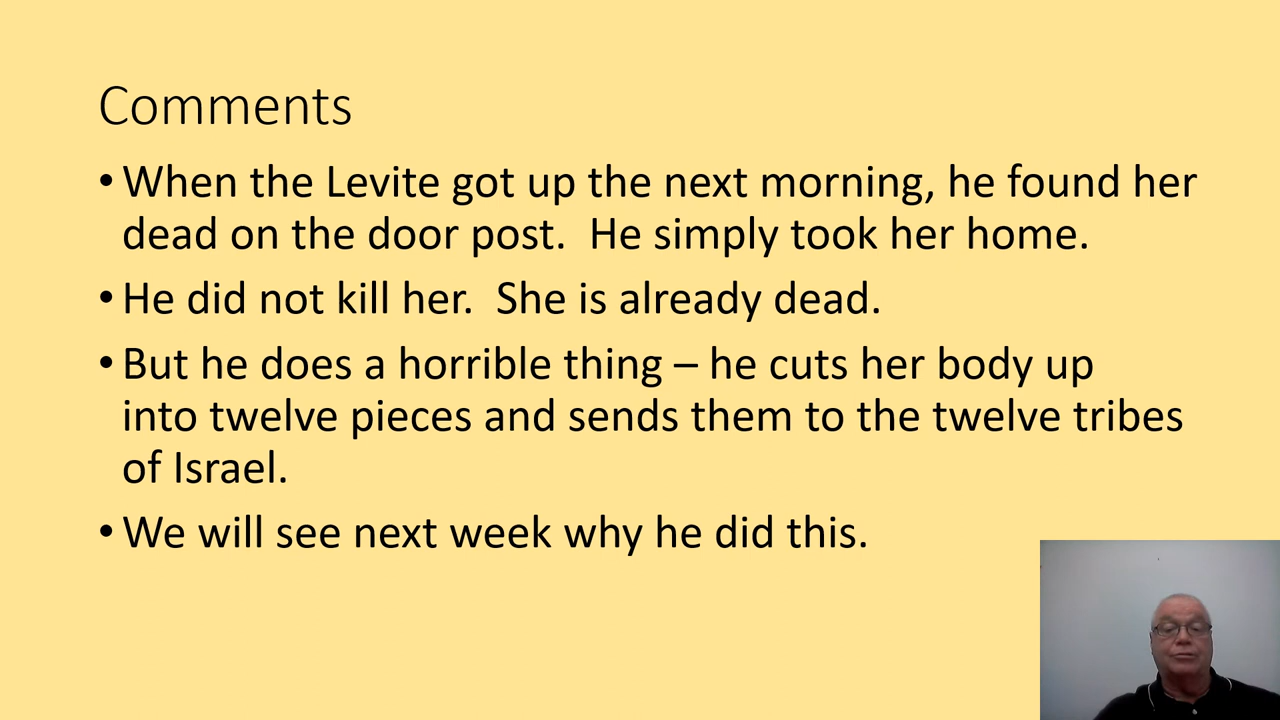 Comments
• When the Levite got up the next morning, he found her
dead on the door post.  He simply took her home.
• He did not kill her.  She is already dead.
• But he does a horrible thing – he cuts her body up
into twelve pieces and sends them to the twelve tribes
of Israel.
• We will see next week why he did this.